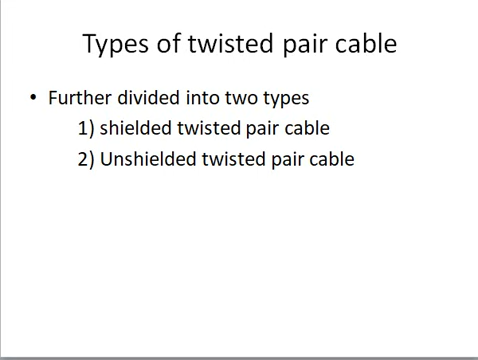 Types of twisted pair cable
• Further divided into two types
1) shielded twisted pair cable
2) Unshielded twisted pair cable